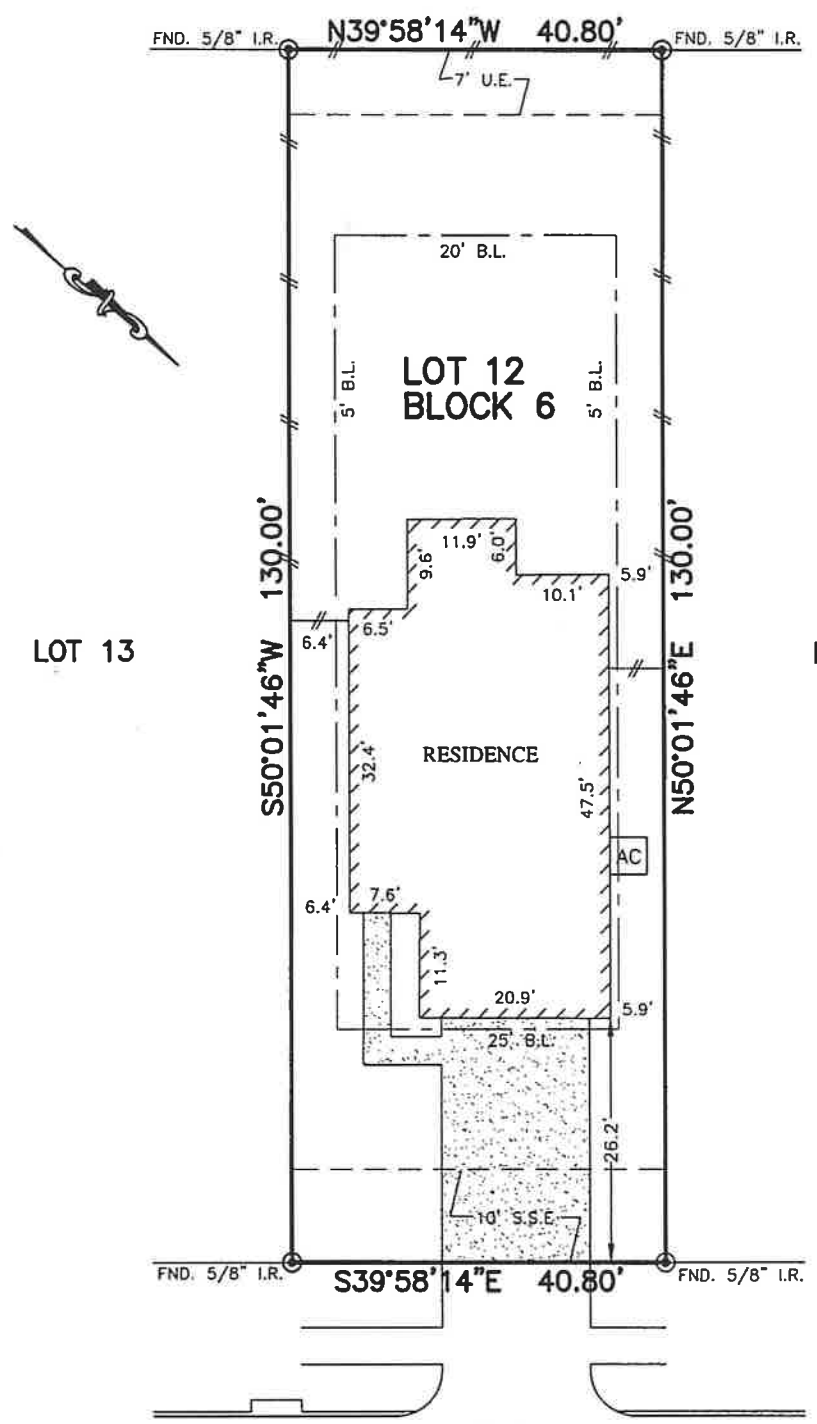 N39°58'14"W 40.80'
FND. 5/8" I.R.
FND. 5/8" I.R.
7' U.E.
20' B.L.
5' B.L.
5' B.L.
LOT 12
BLOCK 6
130.00'
130.00'
11.9'
6.0'
9.6'
10.1'
5.9'
6.5'
6.4'
LOT 13
S50°01'46"W
N50°01'46"E
32.4'
RESIDENCE
47.5'
AC
7.6'
6.4'
11.3'
20.9'
5.9'
25' B.L.
26.2'
10' S.S.E.
FND. 5/8" I.R.
S39°58'14"E 40.80'
FND. 5/8" I.R.